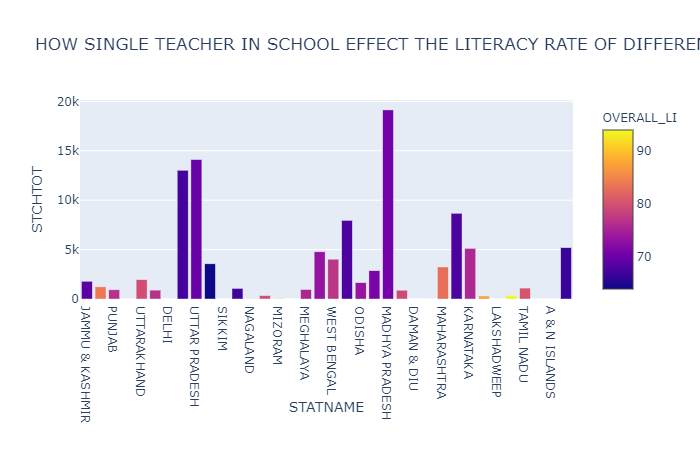 HOW SINGLE TEACHER IN SCHOOL EFFECT THE LITERACY RATE OF DIFFEREN
OVERALL_LI
20k
15k
10k
5k
0
STCHTOT
90
80
70
JAMMU & KASHMIR
PUNJAB
UTTARAKHAND
DELHI
UTTAR PRADESH
SIKKIM
NAGALAND
MIZORAM
MEGHALAYA
WEST BENGAL
ODISHA
MADHYA PRADESH
DAMAN & DIU
MAHARASHTRA
KARNATAKA
LAKSHADWEEP
TAMIL NADU
A & N ISLANDS
STATNAME